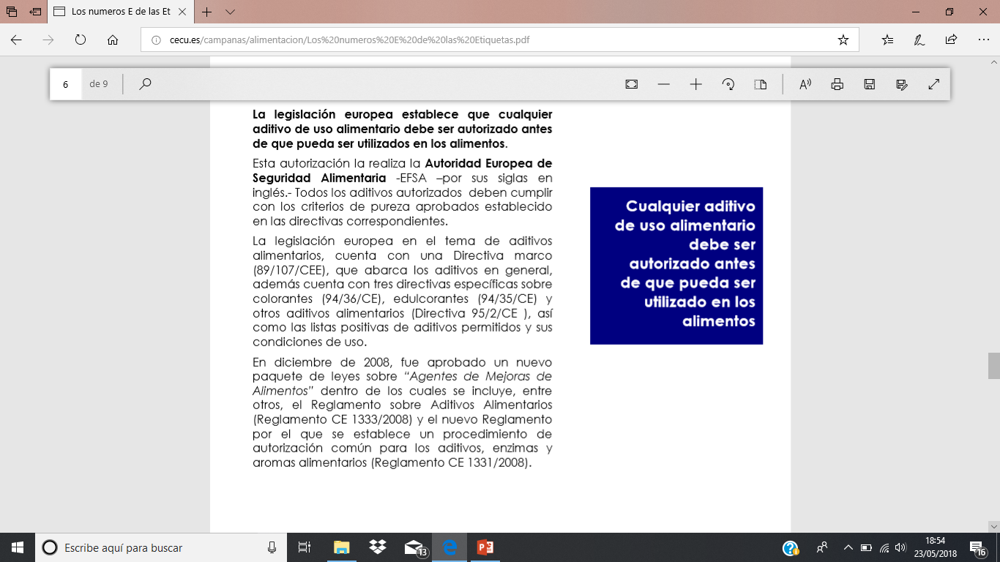 Los numeros E de las Et
cecu.es/campanas/alimentacion/Los%20numeros%20E%20de%20las%20Etiquetas.pdf
6 de 9
La legislación europea establece que cualquier
aditivo de uso alimentario debe ser autorizado antes
de que pueda ser utilizados en los alimentos.
Esta autorización la realiza la Autoridad Europea de
Seguridad Alimentaria -EFSA –por sus siglas en
inglés.- Todos los aditivos autorizados deben cumplir
con los criterios de pureza aprobados establecido
en las directivas correspondientes.
La legislación europea en el tema de aditivos
alimentarios, cuenta con una Directiva marco
(89/107/CEE), que abarca los aditivos en general,
además cuenta con tres directivas específicas sobre
colorantes (94/36/CE), edulcorantes (94/35/CE) y
otros aditivos alimentarios (Directiva 95/2/CE ), así
como las listas positivas de aditivos permitidos y sus
condiciones de uso.
En diciembre de 2008, fue aprobado un nuevo
paquete de leyes sobre “Agentes de Mejoras de
Alimentos” dentro de los cuales se incluye, entre
otros, el Reglamento sobre Aditivos Alimentarios
(Reglamento CE 1333/2008) y el nuevo Reglamento
por el que se establece un procedimiento de
autorización común para los aditivos, enzimas y
aromas alimentarios (Reglamento CE 1331/2008).
Cualquier aditivo
de uso alimentario
debe ser
autorizado antes
de que pueda ser
utilizado en los
alimentos
Escribe aquí para buscar
13
18:54
23/05/2018
16